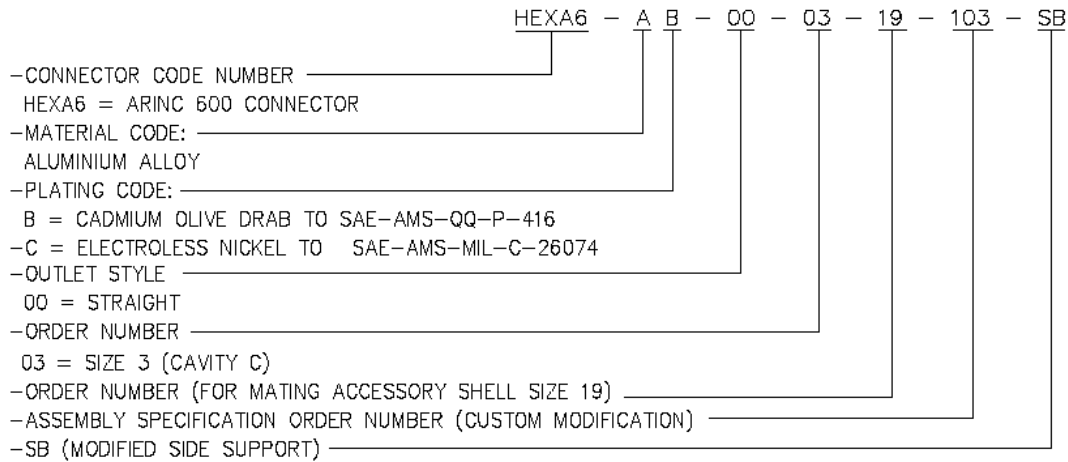 HEXA6 - A B - 00 - 03 - 19 - 103 - SB
-CONNECTOR CODE NUMBER
HEXA6 = ARINC 600 CONNECTOR
-MATERIAL CODE:
ALUMINIUM ALLOY
-PLATING CODE:
B = CADMIUM OLIVE DRAB TO SAE-AMS-QQ-P-416
-C = ELECTROLESS NICKEL TO SAE-AMS-MIL-C-26074
-OUTLET STYLE
00 = STRAIGHT
-ORDER NUMBER
03 = SIZE 3 (CAVITY C)
-ORDER NUMBER (FOR MATING ACCESSORY SHELL SIZE 19)
-ASSEMBLY SPECIFICATION ORDER NUMBER (CUSTOM MODIFICATION)
-SB (MODIFIED SIDE SUPPORT)